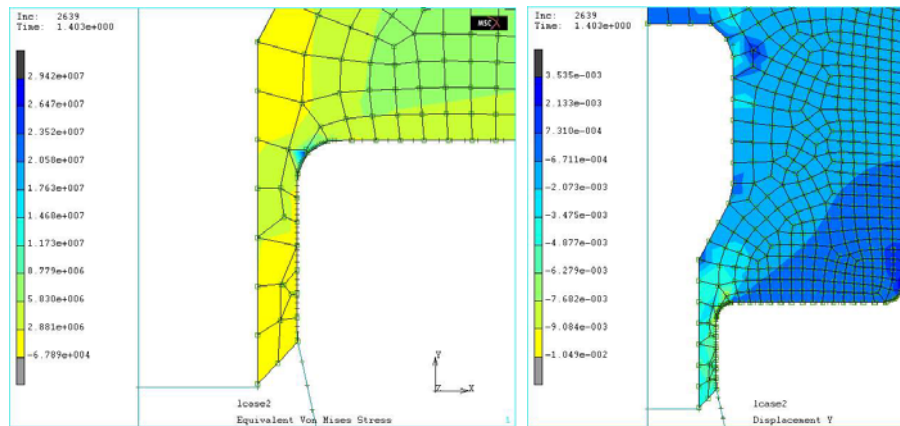 Inc: 2639
Time: 1.403e+000
MSC X
2.942e+007
2.647e+007
2.352e+007
2.058e+007
1.763e+007
1.468e+007
1.173e+007
8.779e+006
5.830e+006
2.881e+006
-6.789e+004
Y
Z X
lcase2
Equivalent Von Mises Stress
1
Inc: 2639
Time: 1.403e+000
3.535e-003
2.133e-003
7.310e-004
-6.711e-004
-2.073e-003
-3.475e-003
-4.877e-003
-6.279e-003
-7.682e-003
-9.084e-003
-1.049e-002
lcase2
Displacement Y